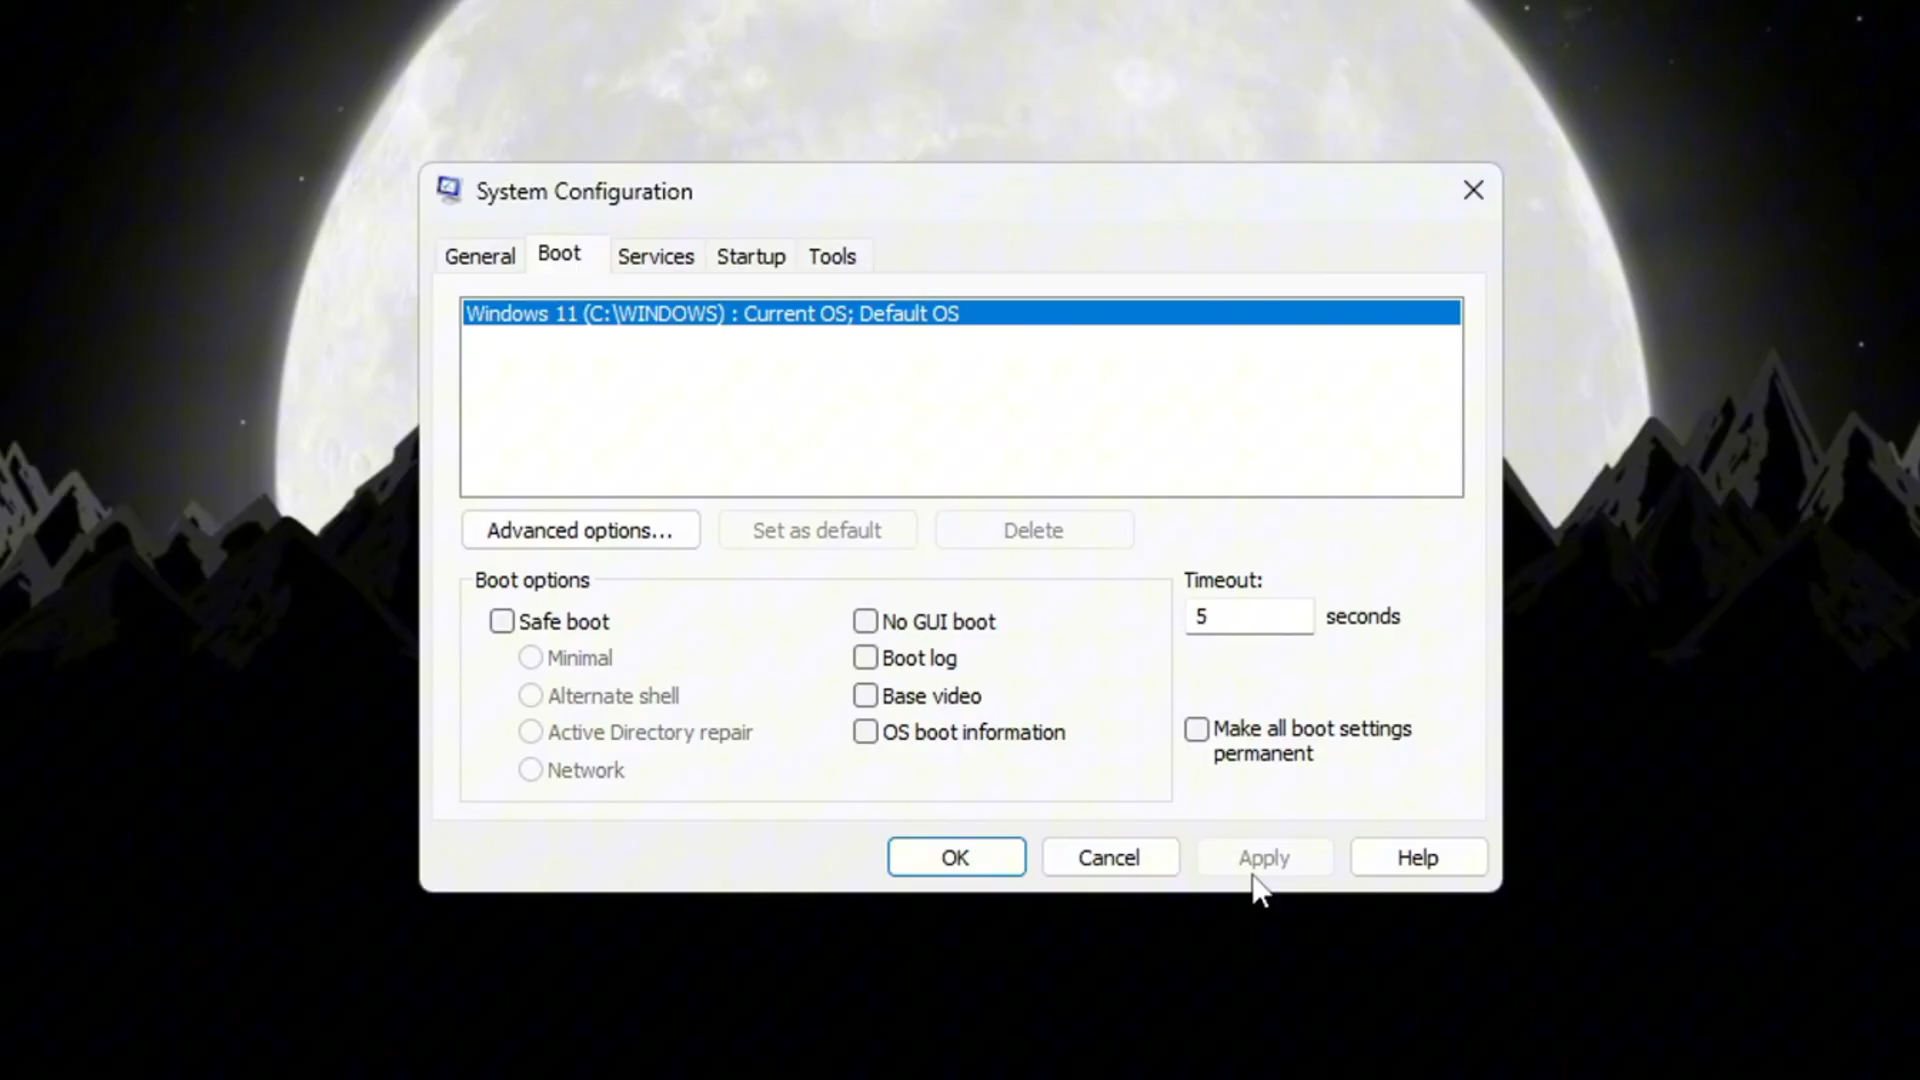 System Configuration
General Boot Services Startup Tools
Windows 11 (C:\WINDOWS) : Current OS; Default OS
Advanced options... Set as default Delete
Boot options Timeout:
Safe boot No GUI boot 5 seconds
Minimal Boot log
Alternate shell Base video
Active Directory repair OS boot information Make all boot settings
permanent
Network
OK Cancel Apply Help